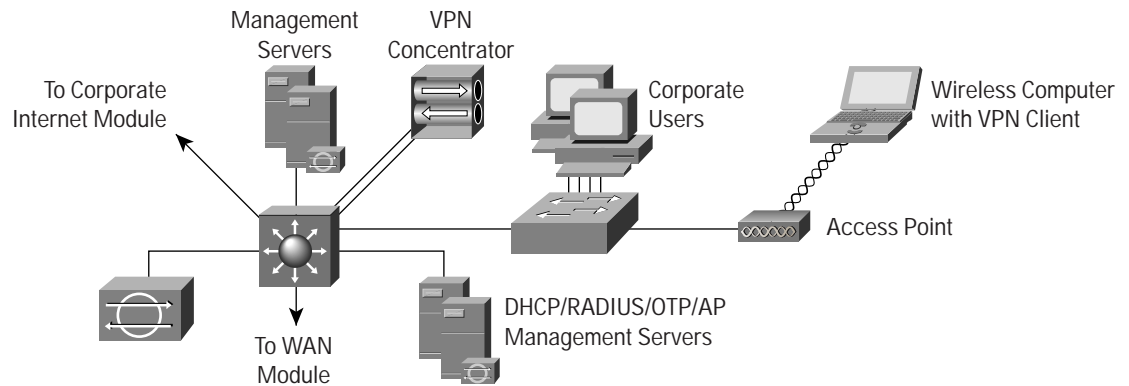 Management
Servers
VPN
Concentrator
To Corporate
Internet Module
Corporate
Users
Wireless Computer
with VPN Client
Access Point
DHCP/RADIUS/OTP/AP
Management Servers
To WAN
Module